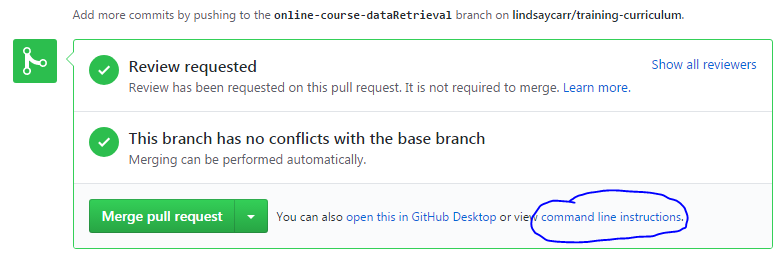 Add more commits by pushing to the online-course-dataRetrieval branch on lindsaycarr/training-curriculum.
Review requested
Show all reviewers
Review has been requested on this pull request. It is not required to merge. Learn more.
This branch has no conflicts with the base branch
Merging can be performed automatically.
Merge pull request
You can also open this in GitHub Desktop or view command line instructions.